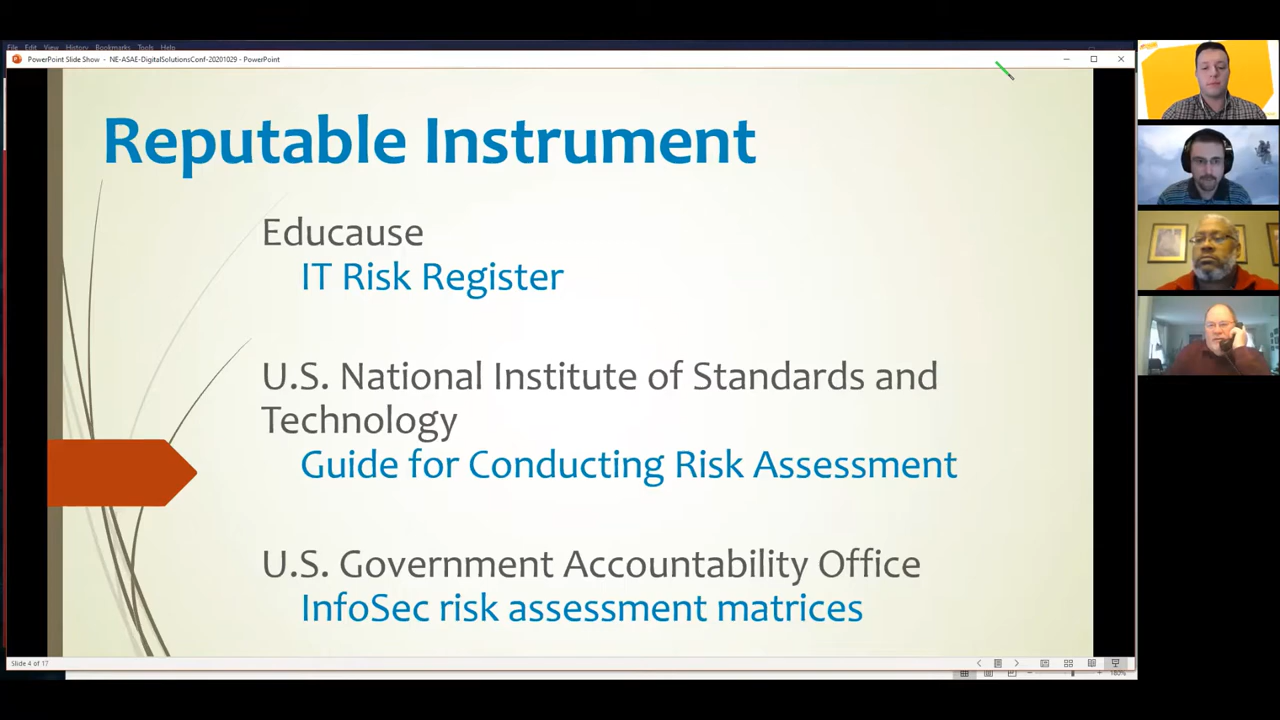 File Edit View History Bookmarks Tools Help
PowerPoint Slide Show - NE-ASAE-DigitalSolutionsConf-20201029 - PowerPoint
Reputable Instrument
Educause
IT Risk Register
U.S. National Institute of Standards and
Technology
Guide for Conducting Risk Assessment
U.S. Government Accountability Office
InfoSec risk assessment matrices
Slide 4 of 17
180%